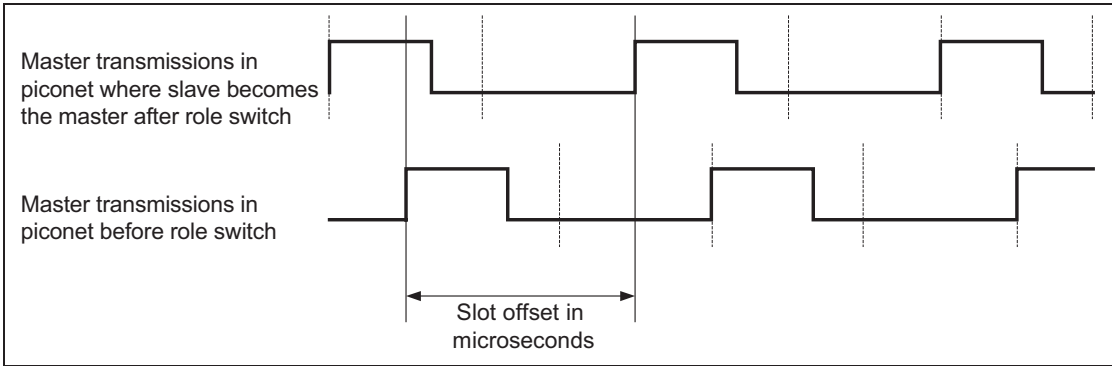 Master transmissions in
piconet where slave becomes
the master after role switch
Master transmissions in
piconet before role switch
Slot offset in
microseconds